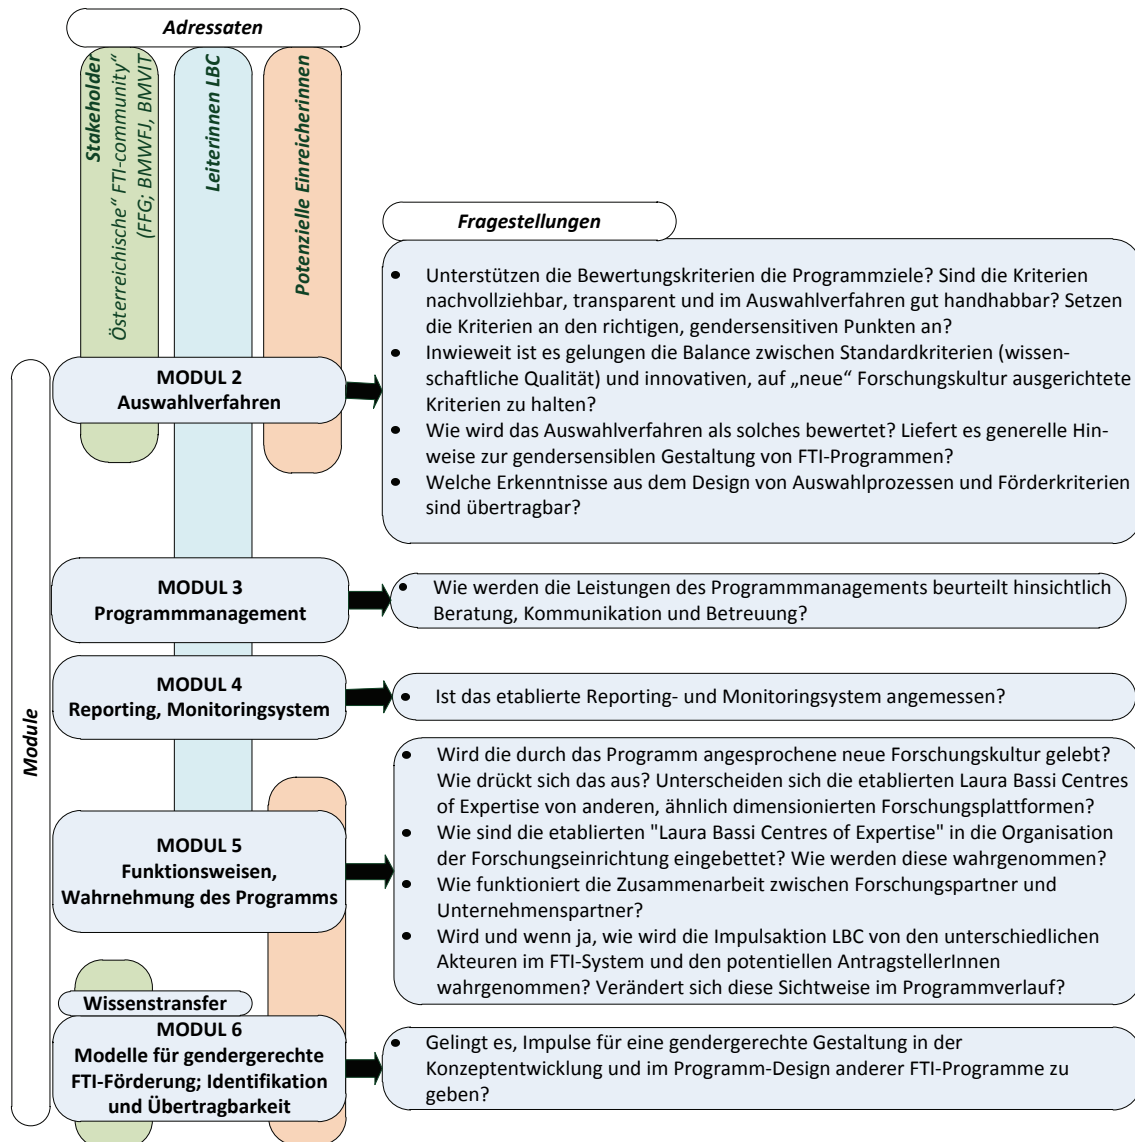 Adressaten
Stakeholder
Österreichische“ FTI-community“
(FFG; BMWFJ, BMVIT
Leiterinnen LBC
Potenzielle Einreicherinnen
Fragestellungen
Module
MODUL 2
Auswahlverfahren
• Unterstützen die Bewertungskriterien die Programmziele? Sind die Kriterien
nachvollziehbar, transparent und im Auswahlverfahren gut handhabbar? Setzen
die Kriterien an den richtigen, gendersensitiven Punkten an?
• Inwieweit ist es gelungen die Balance zwischen Standardkriterien (wissen-
schaftliche Qualität) und innovativen, auf „neue“ Forschungskultur ausgerichtete
Kriterien zu halten?
• Wie wird das Auswahlverfahren als solches bewertet? Liefert es generelle Hin-
weise zur gendersensiblen Gestaltung von FTI-Programmen?
• Welche Erkenntnisse aus dem Design von Auswahlprozessen und Förderkriterien
sind übertragbar?
MODUL 3
Programmmanagement
• Wie werden die Leistungen des Programmmanagements beurteilt hinsichtlich
Beratung, Kommunikation und Betreuung?
MODUL 4
Reporting, Monitoringsystem
• Ist das etablierte Reporting- und Monitoringsystem angemessen?
MODUL 5
Funktionsweisen,
Wahrnehmung des Programms
• Wird die durch das Programm angesprochene neue Forschungskultur gelebt?
Wie drückt sich das aus? Unterscheiden sich die etablierten Laura Bassi Centres
of Expertise von anderen, ähnlich dimensionierten Forschungsplattformen?
• Wie sind die etablierten "Laura Bassi Centres of Expertise" in die Organisation
der Forschungseinrichtung eingebettet? Wie werden diese wahrgenommen?
• Wie funktioniert die Zusammenarbeit zwischen Forschungspartner und
Unternehmenspartner?
• Wird und wenn ja, wie wird die Impulsaktion LBC von den unterschiedlichen
Akteuren im FTI-System und den potentiellen AntragstellerInnen
wahrgenommen? Verändert sich diese Sichtweise im Programmverlauf?
Wissenstransfer
MODUL 6
Modelle für gendergerechte
FTI-Förderung; Identifikation
und Übertragbarkeit
• Gelingt es, Impulse für eine gendergerechte Gestaltung in der
Konzeptentwicklung und im Programm-Design anderer FTI-Programme zu
geben?